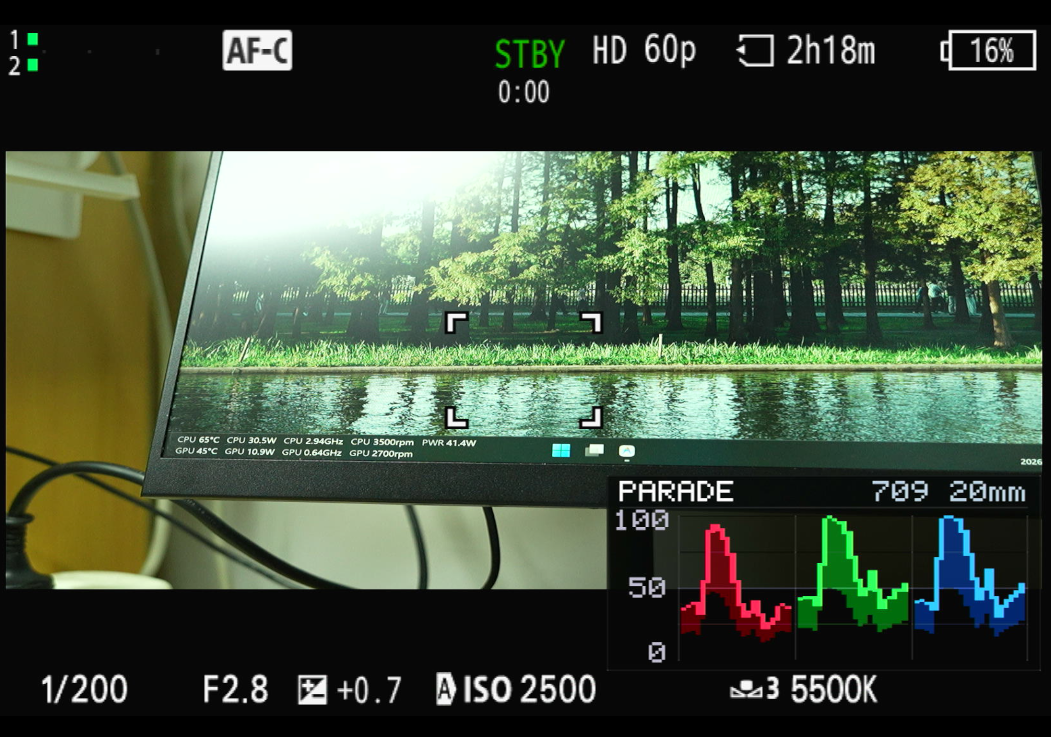 1
2
AF-C
STBY
0:00
HD 60p
2h18m
16%
CPU 65°C CPU 30.5W CPU 2.94GHz CPU 3500rpm PWR 41.4W
GPU 45°C GPU 10.9W GPU 0.64GHz GPU 2700rpm
2026
PARADE 709 20mm
100
50
0
1/200 F2.8 +0.7 A ISO 2500 3 5500K